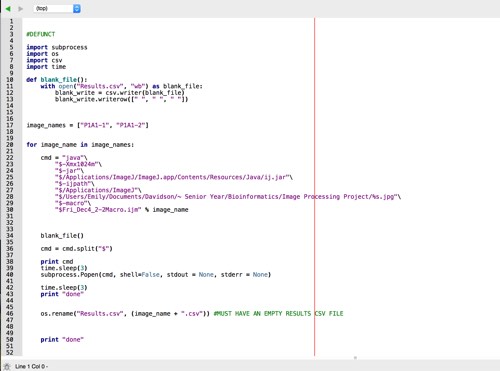 (top)
1
2
3 #DEFUNCT
4
5 import subprocess
6 import os
7 import csv
8 import time
9
10 def blank_file():
11 with open("Results.csv", "wb") as blank_file:
12 blank_write = csv.writer(blank_file)
13 blank_write.writerow([" ", " ", " "])
14
15
16
17 image_names = ["P1A1-1", "P1A1-2"]
18
19
20 for image_name in image_names:
21
22 cmd = "java"\
23 "$-Xmx1024m"\
24 "$-jar"\
25 "$/Applications/ImageJ/ImageJ.app/Contents/Resources/Java/ij.jar"\
26 "$-ijpath"\
27 "$/Applications/ImageJ"\
28 "$/Users/Emily/Documents/Davidson/~ Senior Year/Bioinformatics/Image Processing Project/%s.jpg"\
29 "$-macro"\
30 "$Fri_Dec4_2-2Macro.ijm" % image_name
31
32
33
34 blank_file()
35
36 cmd = cmd.split("$")
37
38 print cmd
39 time.sleep(3)
40 subprocess.Popen(cmd, shell=False, stdout = None, stderr = None)
41
42 time.sleep(3)
43 print "done"
44
45
46 os.rename("Results.csv", (image_name + ".csv")) #MUST HAVE AN EMPTY RESULTS CSV FILE
47
48
49
50 print "done"
51
52
Line 1 Col 0 -